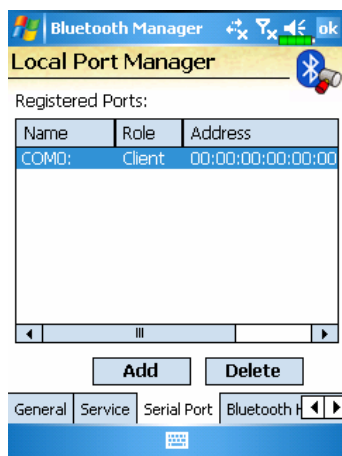 Bluetooth Manager ok
Local Port Manager
Registered Ports:
Name Role Address
COM0: Client 00:00:00:00:00:00
Add Delete
General Service Serial Port Bluetooth